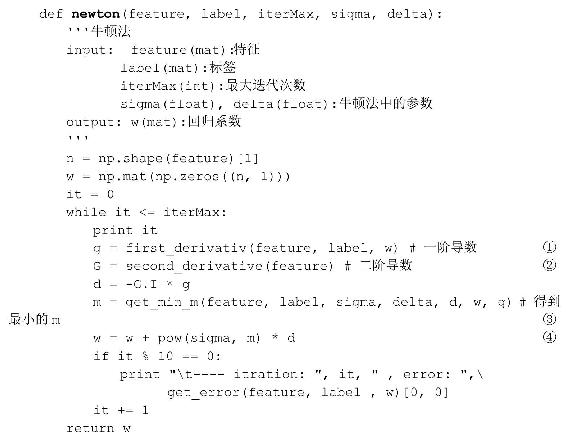 def newton(feature, label, iterMax, sigma, delta):
'''牛顿法
input:  feature(mat):特征
label(mat):标签
iterMax(int):最大迭代次数
sigma(float), delta(float):牛顿法中的参数
output: w(mat):回归系数
'''
n = np.shape(feature)[1]
w = np.mat(np.zeros((n, 1)))
it = 0
while it <= iterMax:
print it
g = first_derivativ(feature, label, w) # 一阶导数 ①
G = second_derivative(feature) # 二阶导数 ②
d = -G.I * g
m = get_min_m(feature, label, sigma, delta, d, w, g) # 得到
最小的m ③
w = w + pow(sigma, m) * d ④
if it % 10 == 0:
print "\t---- itration: ", it, " , error: ",\
get_error(feature, label , w)[0, 0]
it += 1
return w